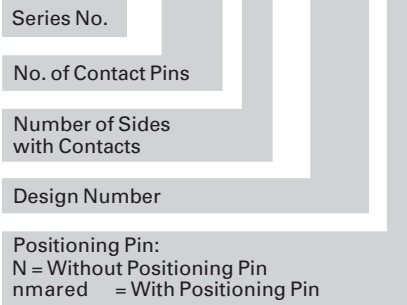 Series No.
No. of Contact Pins
Number of Sides
with Contacts
Design Number
Positioning Pin:
N = Without Positioning Pin
nmared = With Positioning Pin